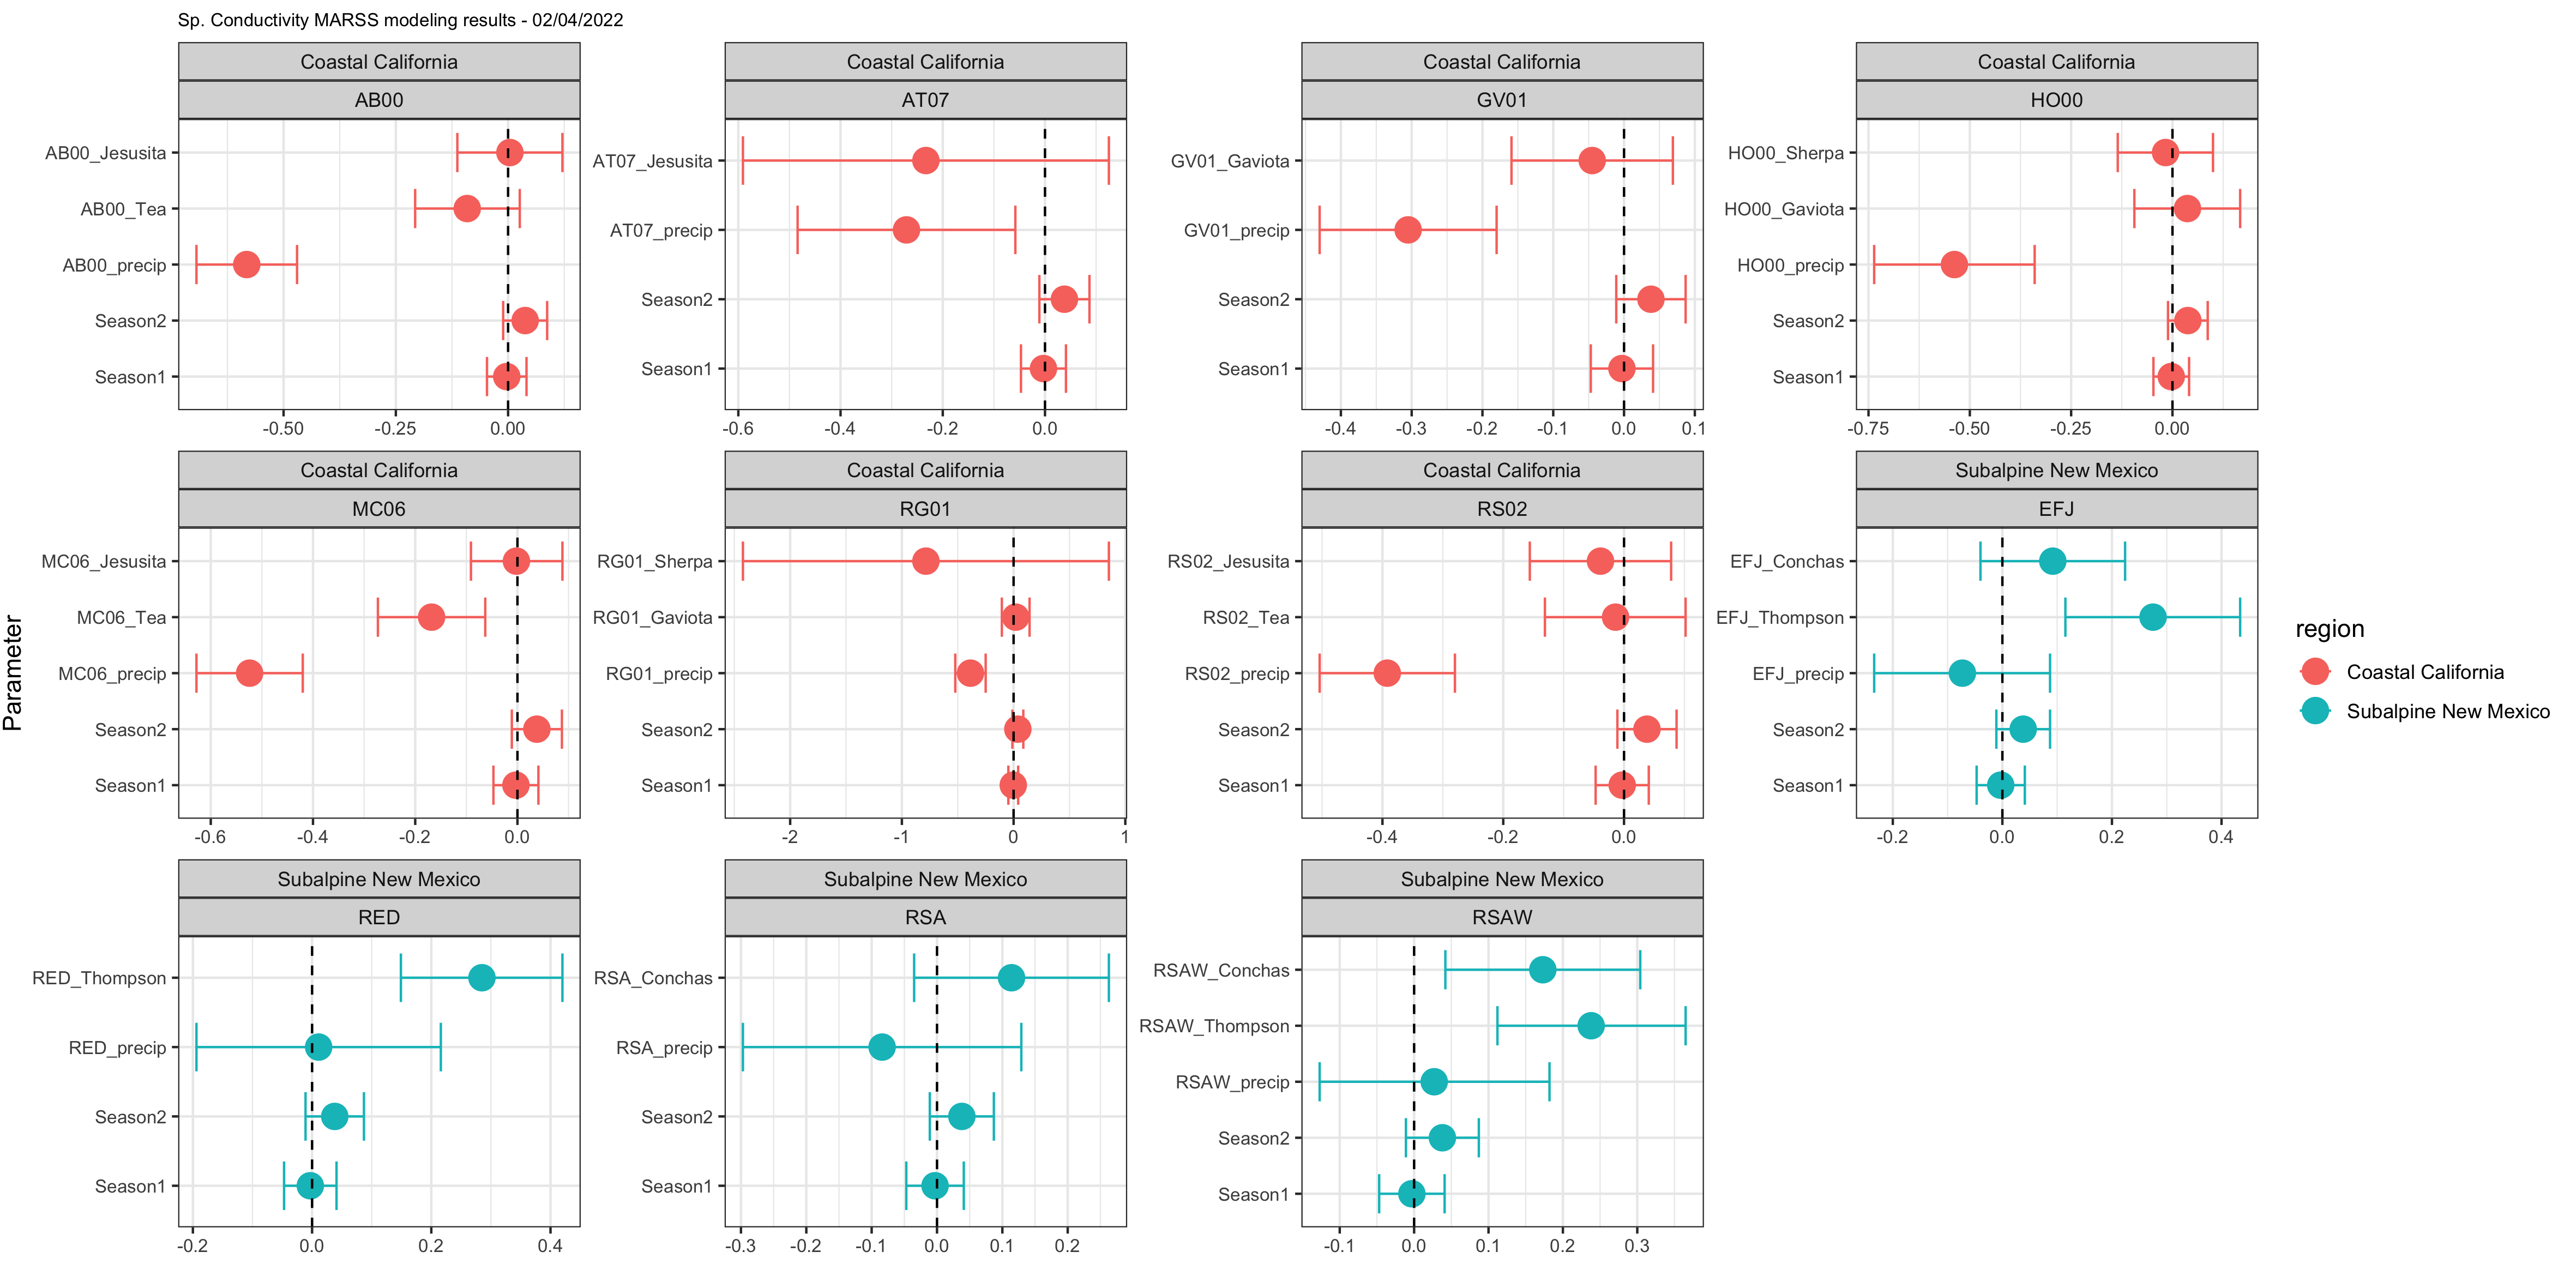 Sp. Conductivity MARSS modeling results - 02/04/2022
Parameter
Coastal California
AB00
AB00_Jesusita
AB00_Tea
AB00_precip
Season2
Season1
-0.50 -0.25 0.00
Coastal California
AT07
AT07_Jesusita
AT07_precip
Season2
Season1
-0.6 -0.4 -0.2 0.0
Coastal California
GV01
GV01_Gaviota
GV01_precip
Season2
Season1
-0.4 -0.3 -0.2 -0.1 0.0 0.1
Coastal California
HO00
HO00_Sherpa
HO00_Gaviota
HO00_precip
Season2
Season1
-0.75 -0.50 -0.25 0.00
Coastal California
MC06
MC06_Jesusita
MC06_Tea
MC06_precip
Season2
Season1
-0.6 -0.4 -0.2 0.0
Coastal California
RG01
RG01_Sherpa
RG01_Gaviota
RG01_precip
Season2
Season1
-2 -1 0 1
Coastal California
RS02
RS02_Jesusita
RS02_Tea
RS02_precip
Season2
Season1
-0.4 -0.2 0.0
Subalpine New Mexico
EFJ
EFJ_Conchas
EFJ_Thompson
EFJ_precip
Season2
Season1
-0.2 0.0 0.2 0.4
Subalpine New Mexico
RED
RED_Thompson
RED_precip
Season2
Season1
-0.2 0.0 0.2 0.4
Subalpine New Mexico
RSA
RSA_Conchas
RSA_precip
Season2
Season1
-0.3 -0.2 -0.1 0.0 0.1 0.2
Subalpine New Mexico
RSAW
RSAW_Conchas
RSAW_Thompson
RSAW_precip
Season2
Season1
-0.1 0.0 0.1 0.2 0.3
region
Coastal California
Subalpine New Mexico